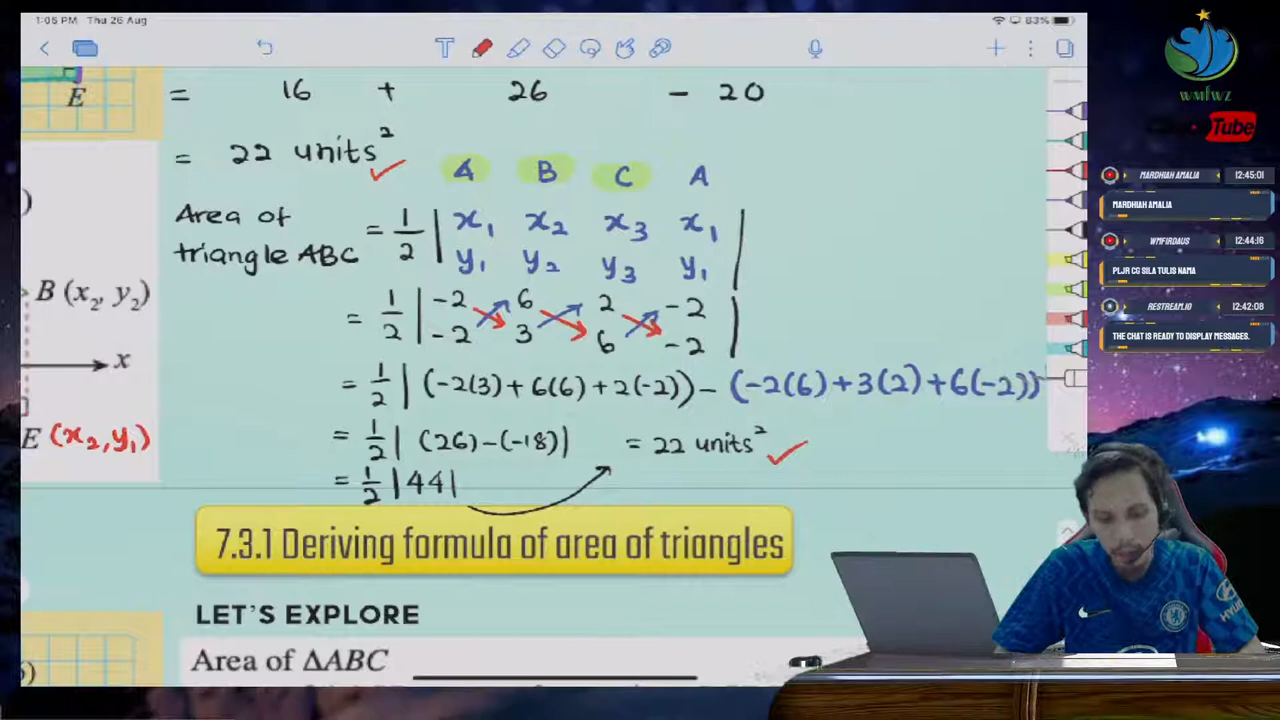 1:05 PM Thu 26 Aug
83%
T
E
= 16 + 26 - 20
= 22 units²
A B C A
Area of triangle ABC = 1/2 | x₁ x₂ x₃ x₁ |
y₁ y₂ y₃ y₁
B (x₂, y₂)
= 1/2 | -2 6 2 -2 |
-2 3 6 -2
x
= 1/2 | (-2(3) + 6(6) + 2(-2)) - (-2(6) + 3(2) + 6(-2))
E (x₂, y₁)
= 1/2 | (26) - (-18) | = 22 units²
= 1/2 |44|
7.3.1 Deriving formula of area of triangles
LET'S EXPLORE
Area of ΔABC
WMFWZ
Tube
MARDHIAH AMALIA 12:45:01
MARDHIAH AMALIA
WMFIRDAUS 12:44:16
PLJR CG SILA TULIS NAMA
RESTREAM.IO 12:42:08
THE CHAT IS READY TO DISPLAY MESSAGES.